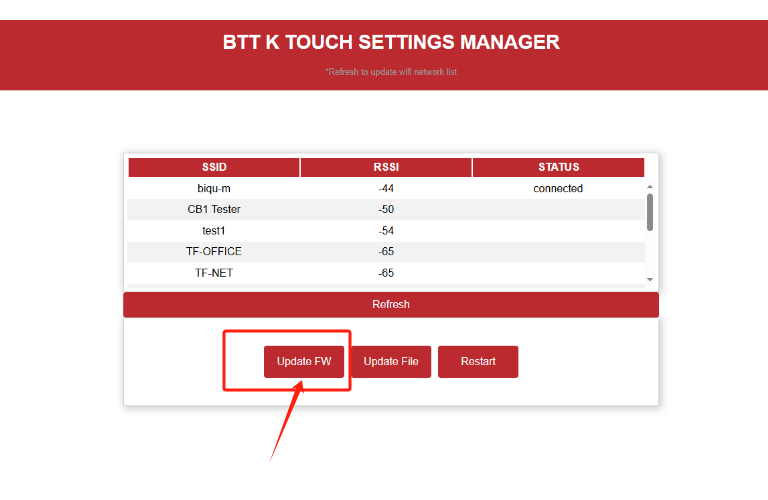 BTT K TOUCH SETTINGS MANAGER
*Refresh to update wifi network list
SSID RSSI STATUS
biqu-m -44 connected
CB1 Tester -50
test1 -54
TF-OFFICE -65
TF-NET -65
Refresh
Update FW Update File Restart